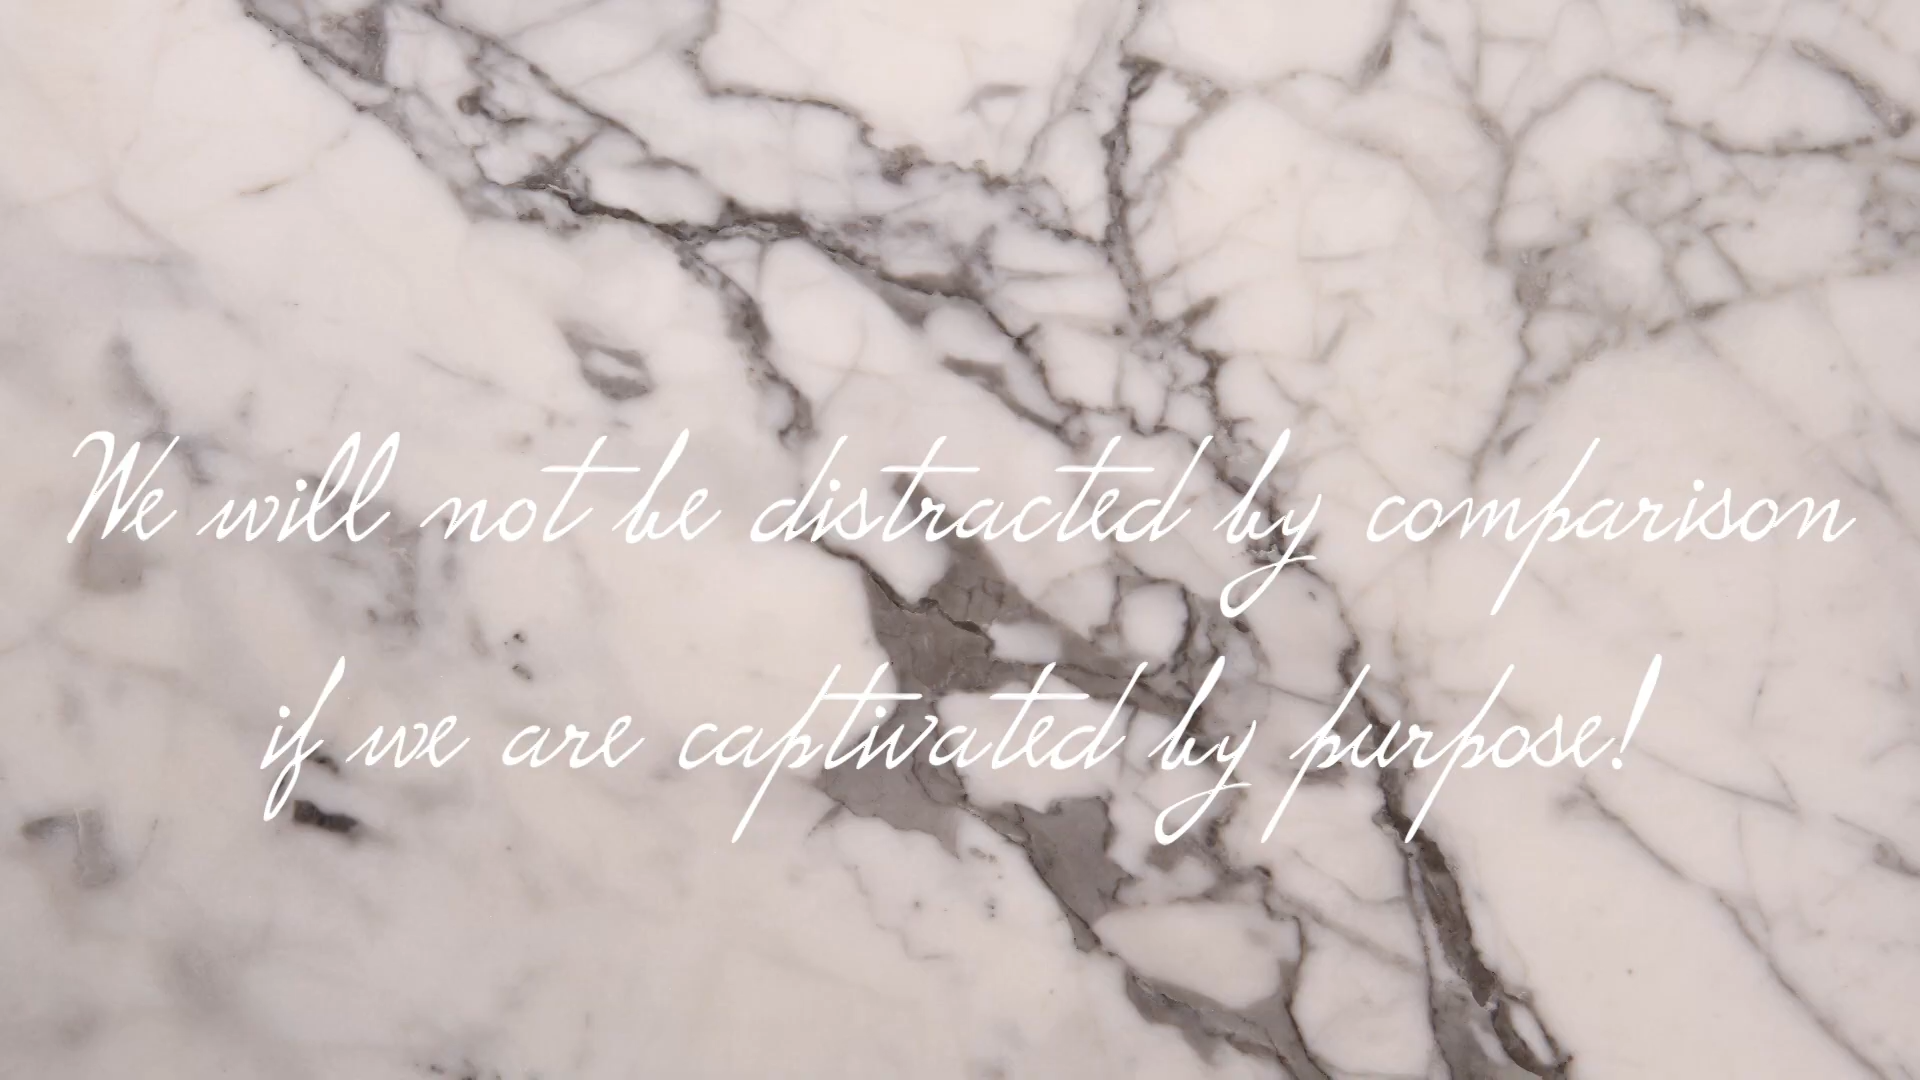 We will not be distracted by comparison
if we are captivated by purpose!